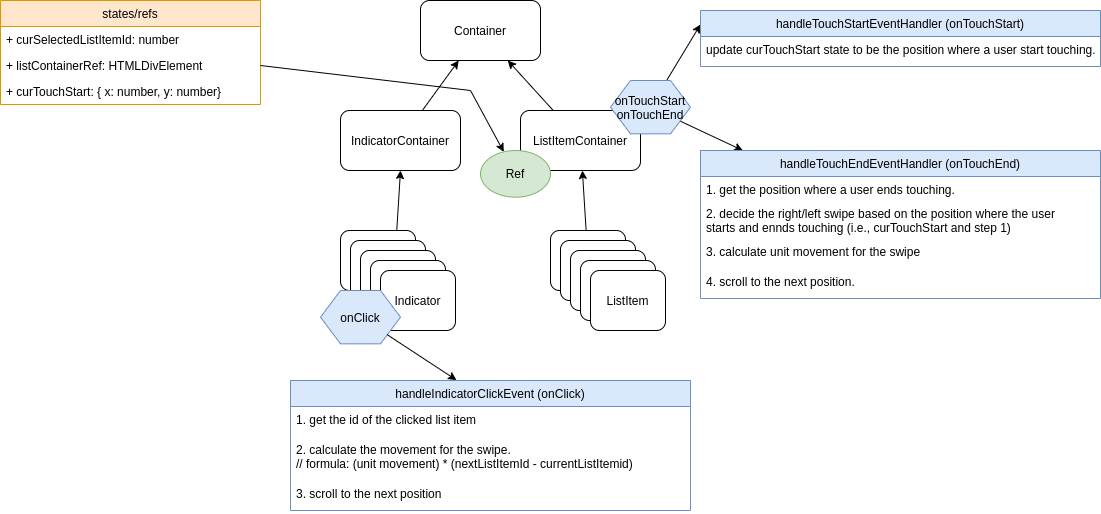 states/refs
+ curSelectedListItemId: number
+ listContainerRef: HTMLDivElement
+ curTouchStart: { x: number, y: number}
Container
handleTouchStartEventHandler (onTouchStart)
update curTouchStart state to be the position where a user start touching.
onTouchStart
onTouchEnd
IndicatorContainer
ListItemContainer
Ref
handleTouchEndEventHandler (onTouchEnd)
1. get the position where a user ends touching.
2. decide the right/left swipe based on the position where the user
starts and ennds touching (i.e., curTouchStart and step 1)
3. calculate unit movement for the swipe
4. scroll to the next position.
Indicator
ListItem
onClick
handleIndicatorClickEvent (onClick)
1. get the id of the clicked list item
2. calculate the movement for the swipe.
// formula: (unit movement) * (nextListItemId - currentListItemid)
3. scroll to the next position